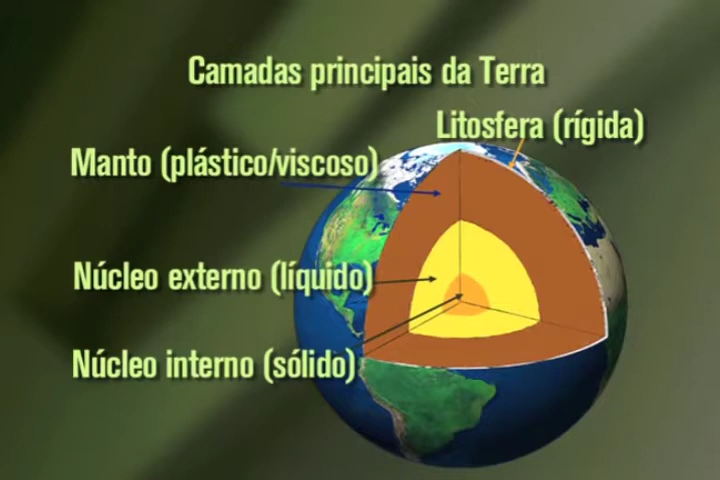 Camadas principais da Terra
Litosfera (rígida)
Manto (plástico/viscoso)
Núcleo externo (líquido)
Núcleo interno (sólido)